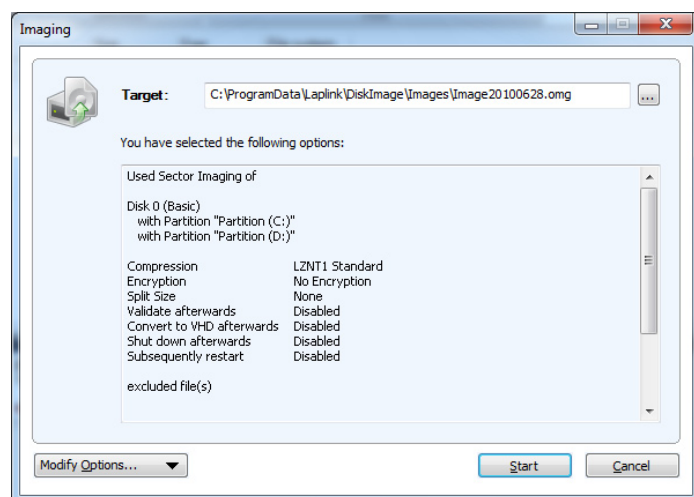 Imaging
Target: C:\ProgramData\Laplink\DiskImage\Images\Image20100628.omg ...
You have selected the following options:
Used Sector Imaging of
Disk 0 (Basic)
with Partition "Partition (C:)"
with Partition "Partition (D:)"
Compression LZNT1 Standard
Encryption No Encryption
Split Size None
Validate afterwards Disabled
Convert to VHD afterwards Disabled
Shut down afterwards Disabled
Subsequently restart Disabled
excluded file(s)
Modify Options... Start Cancel